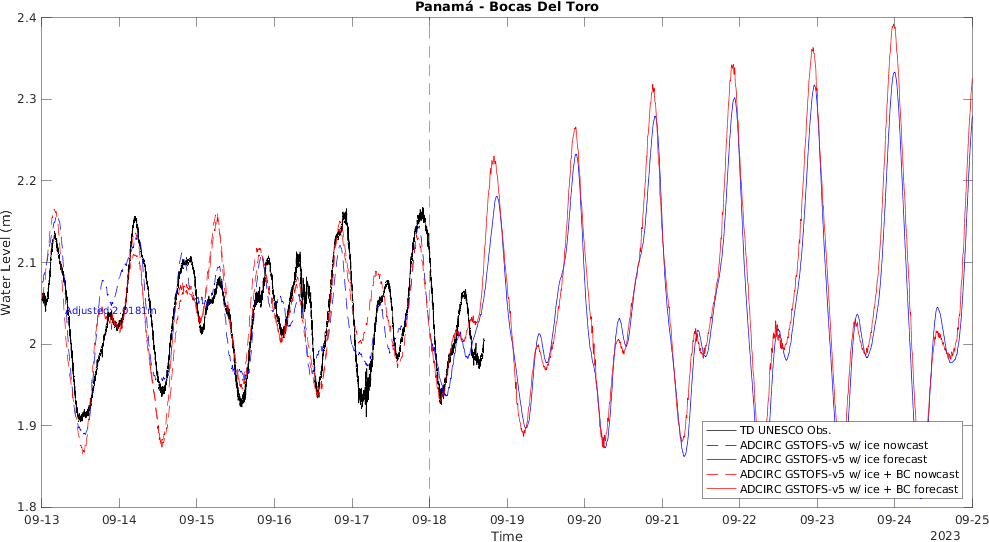 Panamá - Bocas Del Toro
Water Level (m)
2.4
2.3
2.2
2.1
2
1.9
1.8
Adjusted 2.0181m
TD UNESCO Obs.
ADCIRC GSTOFS-v5 w/ ice nowcast
ADCIRC GSTOFS-v5 w/ ice forecast
ADCIRC GSTOFS-v5 w/ ice + BC nowcast
ADCIRC GSTOFS-v5 w/ ice + BC forecast
09-13 09-14 09-15 09-16 09-17 09-18 09-19 09-20 09-21 09-22 09-23 09-24 09-25
Time
2023